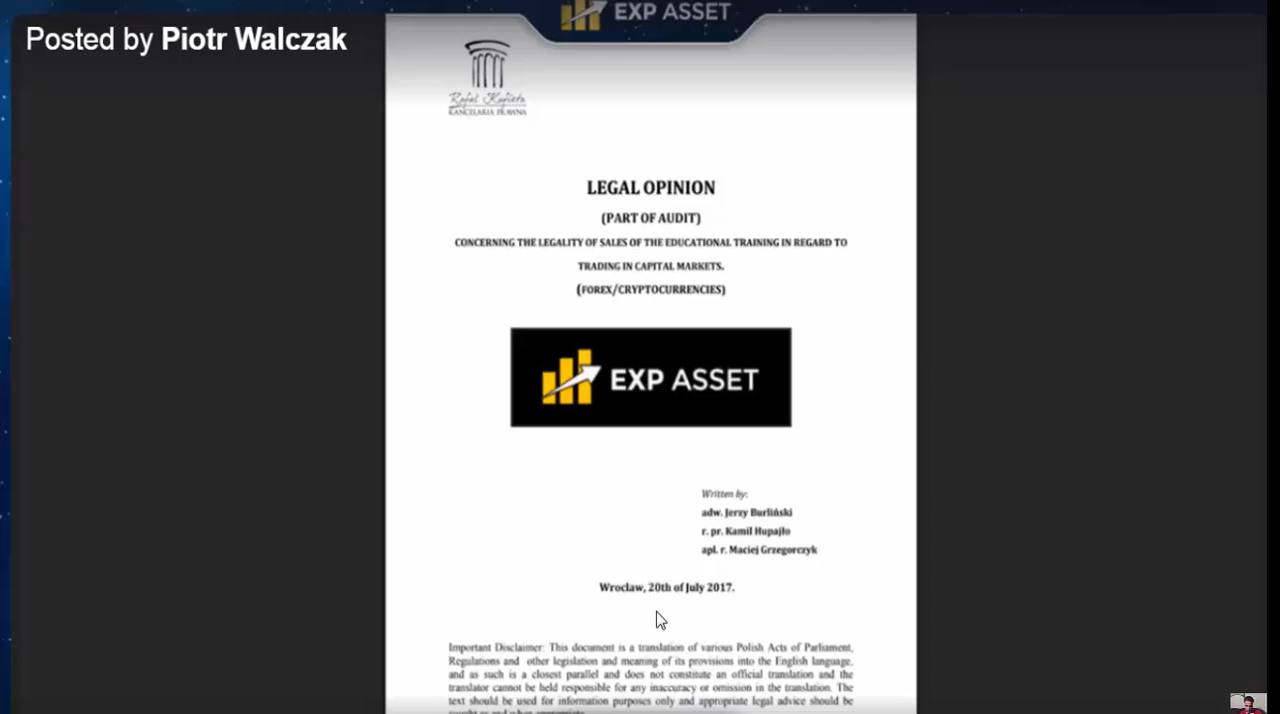 EXP ASSET
Posted by Piotr Walczak
KANCELARIA PRAWNA
LEGAL OPINION
(PART OF AUDIT)
CONCERNING THE LEGALITY OF SALES OF THE EDUCATIONAL TRAINING IN REGARD TO
TRADING IN CAPITAL MARKETS.
(FOREX/CRYPTOCURRENCIES)
EXP ASSET
Written by:
adw. Jerzy Burliński
r. pr. Kamil Hupajło
apl. r. Maciej Grzegorczyk
Wrocław, 20th of July 2017.
Important Disclaimer: This document is a translation of various Polish Acts of Parliament,
Regulations and other legislation and meaning of its provisions into the English language,
and as such is a closest parallel and does not constitute an official translation and the
translator cannot be held responsible for any inaccuracy or omission in the translation. The
text should be used for information purposes only and appropriate legal advice should be